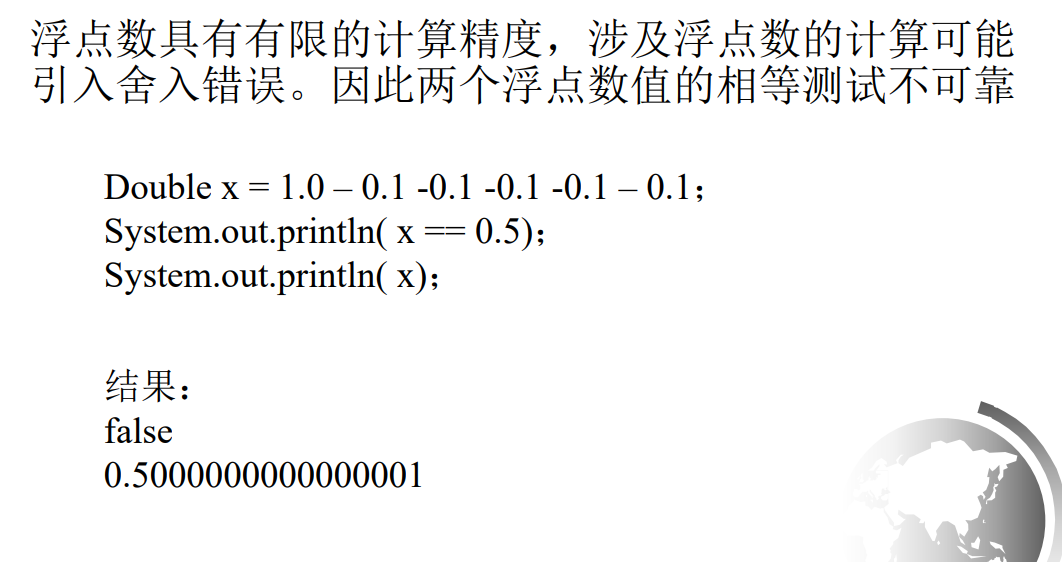 浮点数具有有限的计算精度，涉及浮点数的计算可能
引入舍入错误。因此两个浮点数值的相等测试不可靠
Double x = 1.0 – 0.1 -0.1 -0.1 -0.1 – 0.1；
System.out.println( x == 0.5)；
System.out.println( x)；
结果：
false
0.5000000000000001